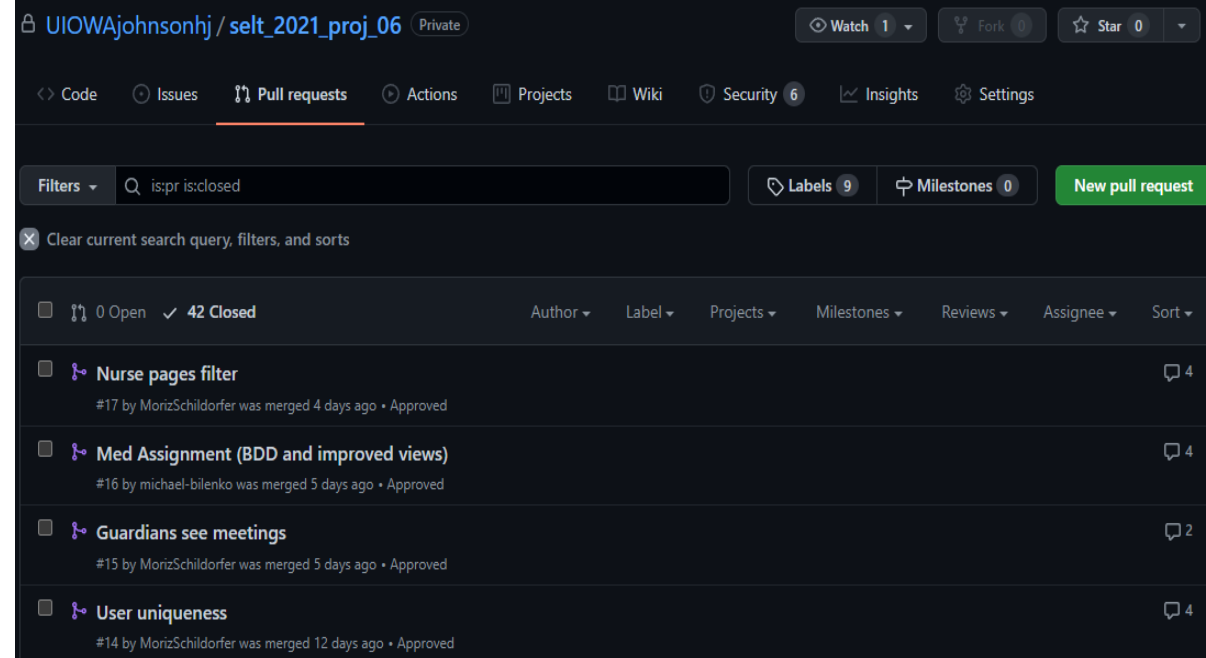 UIOWAjohnsonhj / selt_2021_proj_06 Private Watch 1 Fork 0 Star 0
Code Issues Pull requests Actions Projects Wiki Security 6 Insights Settings
Filters is:pr is:closed Labels 9 Milestones 0 New pull request
Clear current search query, filters, and sorts
0 Open 42 Closed Author Label Projects Milestones Reviews Assignee Sort
Nurse pages filter 4
#17 by MorizSchildorfer was merged 4 days ago • Approved
Med Assignment (BDD and improved views) 4
#16 by michael-bilenko was merged 5 days ago • Approved
Guardians see meetings 2
#15 by MorizSchildorfer was merged 5 days ago • Approved
User uniqueness 4
#14 by MorizSchildorfer was merged 12 days ago • Approved